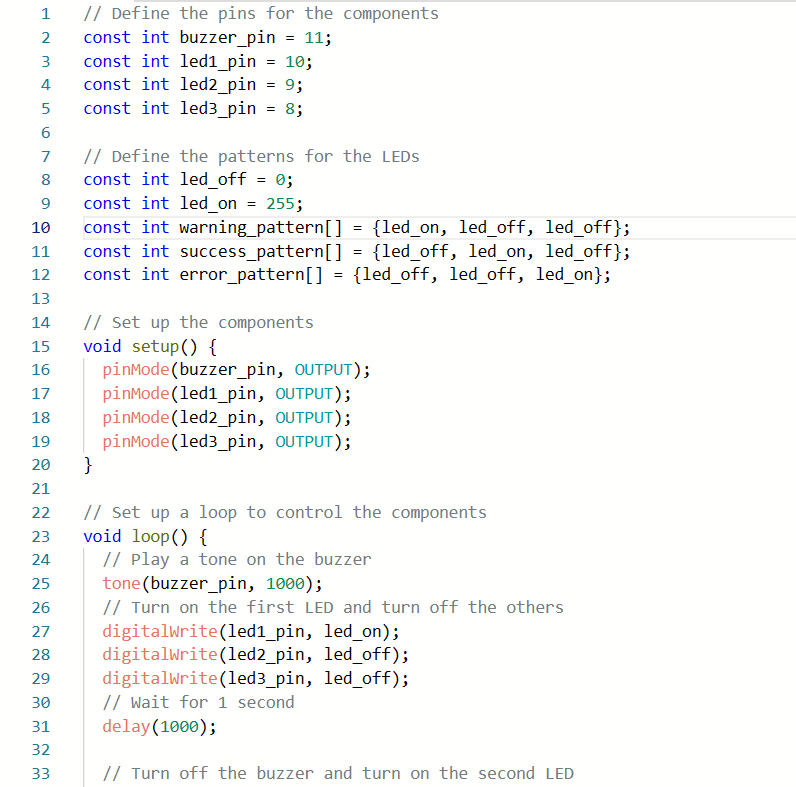 1 // Define the pins for the components
2 const int buzzer_pin = 11;
3 const int led1_pin = 10;
4 const int led2_pin = 9;
5 const int led3_pin = 8;
6
7 // Define the patterns for the LEDs
8 const int led_off = 0;
9 const int led_on = 255;
10 const int warning_pattern[] = {led_on, led_off, led_off};
11 const int success_pattern[] = {led_off, led_on, led_off};
12 const int error_pattern[] = {led_off, led_off, led_on};
13
14 // Set up the components
15 void setup() {
16 pinMode(buzzer_pin, OUTPUT);
17 pinMode(led1_pin, OUTPUT);
18 pinMode(led2_pin, OUTPUT);
19 pinMode(led3_pin, OUTPUT);
20 }
21
22 // Set up a loop to control the components
23 void loop() {
24 // Play a tone on the buzzer
25 tone(buzzer_pin, 1000);
26 // Turn on the first LED and turn off the others
27 digitalWrite(led1_pin, led_on);
28 digitalWrite(led2_pin, led_off);
29 digitalWrite(led3_pin, led_off);
30 // Wait for 1 second
31 delay(1000);
32
33 // Turn off the buzzer and turn on the second LED